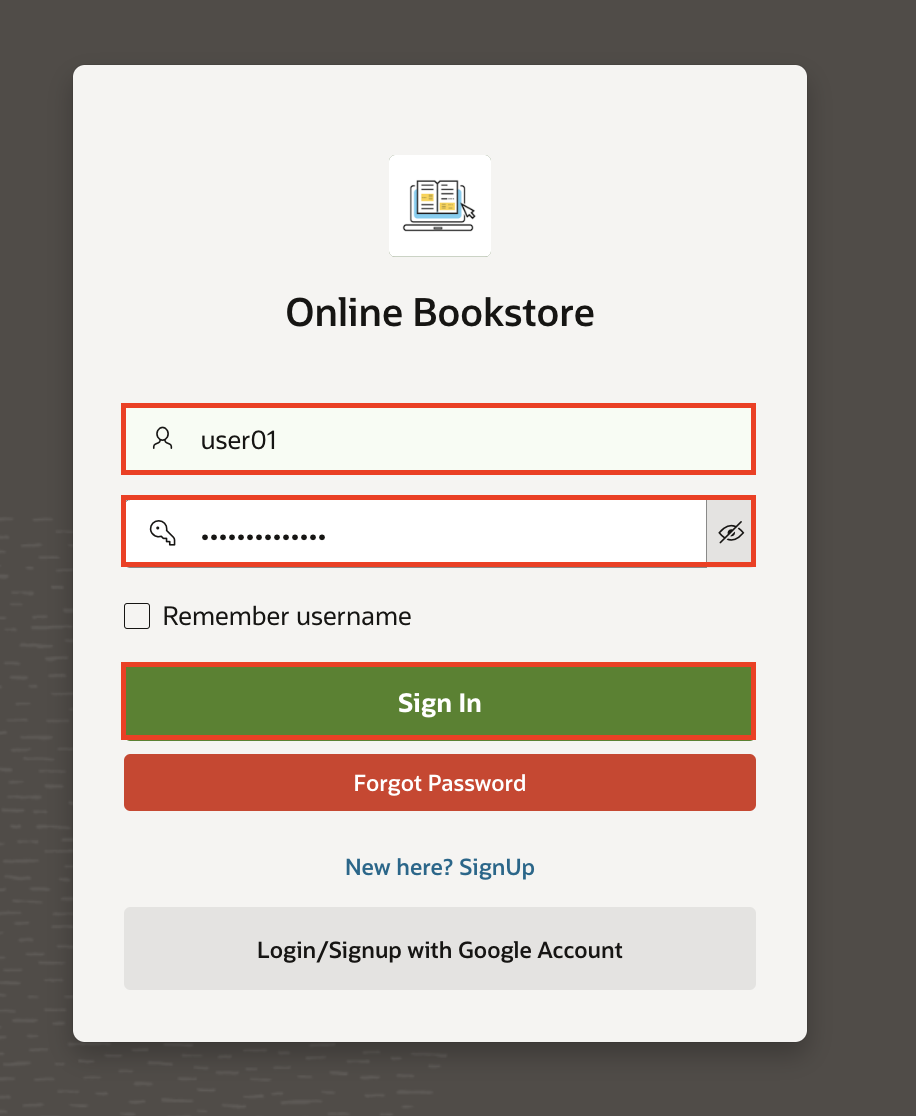 Online Bookstore
user01
••••••••••••••
Remember username
Sign In
Forgot Password
New here? SignUp
Login/Signup with Google Account